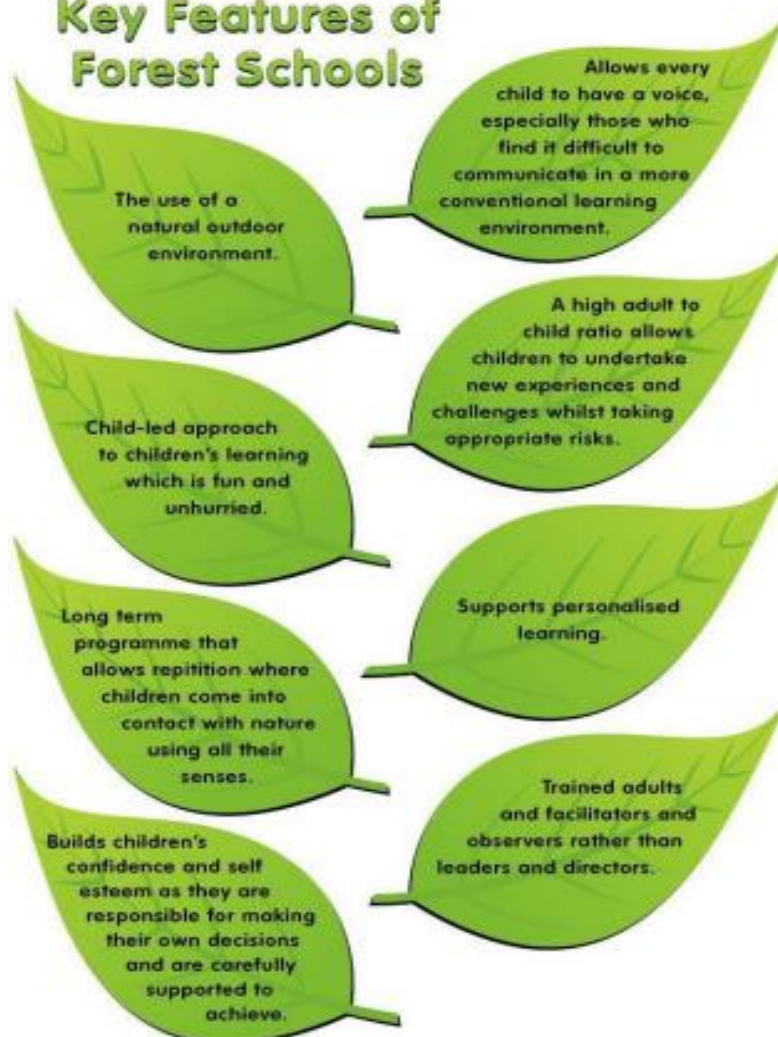 Key Features of
Forest Schools
The use of a
natural outdoor
environment.
Child-led approach
to children's learning
which is fun and
unhurried.
Long term
programme that
allows repitition where
children come into
contact with nature
using all their
senses.
Builds children's
confidence and self
esteem as they are
responsible for making
their own decisions
and are carefully
supported to
achieve.
Allows every
child to have a voice,
especially those who
find it difficult to
communicate in a more
conventional learning
environment.
A high adult to
child ratio allows
children to undertake
new experiences and
challenges whilst taking
appropriate risks.
Supports personalised
learning.
Trained adults
and facilitators and
observers rather than
leaders and directors.